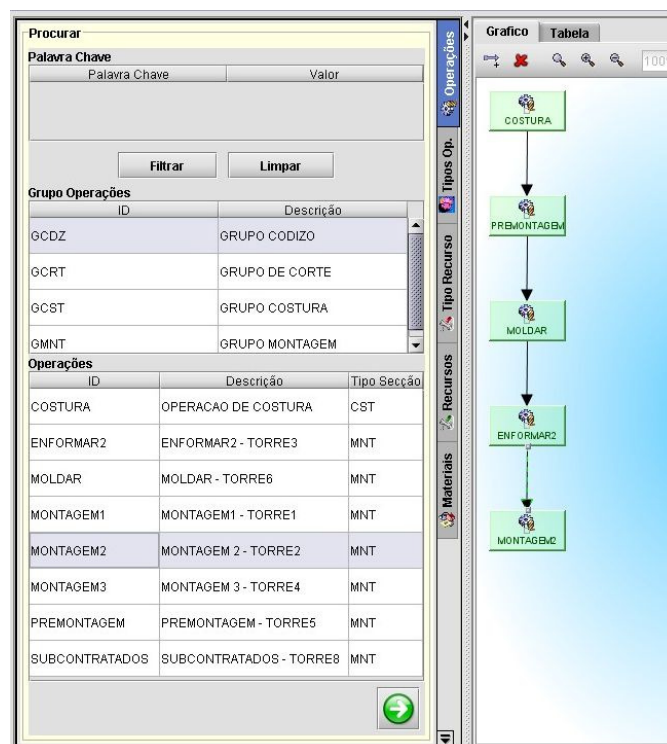 Procurar
Palavra Chave
Palavra Chave Valor
Filtrar Limpar
Grupo Operações
ID Descrição
GCDZ GRUPO CODIZO
GCRT GRUPO DE CORTE
GCST GRUPO COSTURA
GMNT GRUPO MONTAGEM
Operações
ID Descrição Tipo Secção
COSTURA OPERACAO DE COSTURA CST
ENFORMAR2 ENFORMAR2 - TORRE3 MNT
MOLDAR MOLDAR - TORRE6 MNT
MONTAGEM1 MONTAGEM1 - TORRE1 MNT
MONTAGEM2 MONTAGEM 2 - TORRE2 MNT
MONTAGEM3 MONTAGEM 3 - TORRE4 MNT
PREMONTAGEM PREMONTAGEM - TORRE5 MNT
SUBCONTRATADOS SUBCONTRATADOS - TORRE8 MNT
Operações
Tipos Op.
Tipo Recurso
Recursos
Materiais
Grafico Tabela
100
COSTURA
PREMONTAGEM
MOLDAR
ENFORMAR2
MONTAGEM2